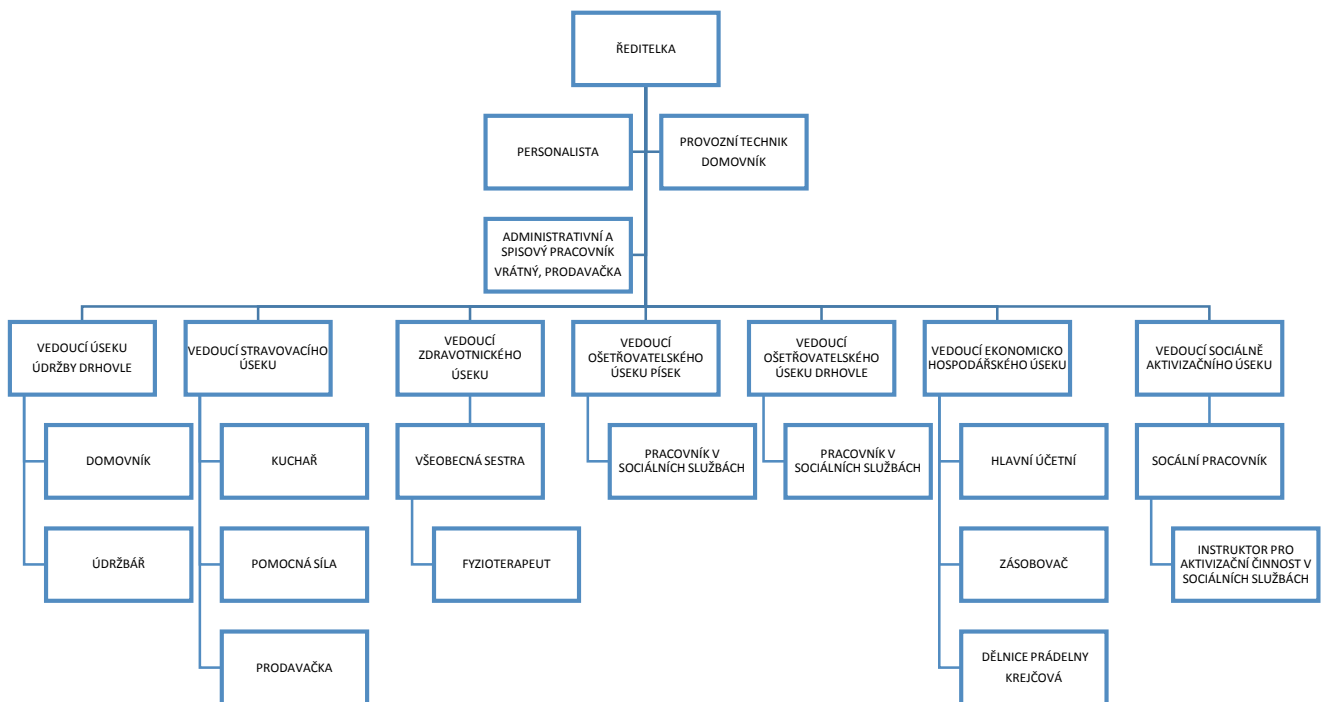 ŘEDITELKA
PERSONALISTA
PROVOZNÍ TECHNIK
DOMOVNÍK
ADMINISTRATIVNÍ A
SPISOVÝ PRACOVNÍK
VRÁTNÝ, PRODAVAČKA
VEDOUCÍ ÚSEKU
ÚDRŽBY DRHOVLE
VEDOUCÍ STRAVOVACÍHO
ÚSEKU
VEDOUCÍ
ZDRAVOTNICKÉHO
ÚSEKU
VEDOUCÍ
OŠETŘOVATELSKÉHO
ÚSEKU PÍSEK
VEDOUCÍ
OŠETŘOVATELSKÉHO
ÚSEKU DRHOVLE
VEDOUCÍ EKONOMICKO
HOSPODÁŘSKÉHO ÚSEKU
VEDOUCÍ SOCIÁLNĚ
AKTIVIZAČNÍHO ÚSEKU
DOMOVNÍK
KUCHAŘ
VŠEOBECNÁ SESTRA
PRACOVNÍK V
SOCIÁLNÍCH SLUŽBÁCH
PRACOVNÍK V
SOCIÁLNÍCH SLUŽBÁCH
HLAVNÍ ÚČETNÍ
SOCÁLNÍ PRACOVNÍK
ÚDRŽBÁŘ
POMOCNÁ SÍLA
FYZIOTERAPEUT
ZÁSOBOVAČ
INSTRUKTOR PRO
AKTIVIZAČNÍ ČINNOST V
SOCIÁLNÍCH SLUŽBÁCH
PRODAVAČKA
DĚLNICE PRÁDELNY
KREJČOVÁ